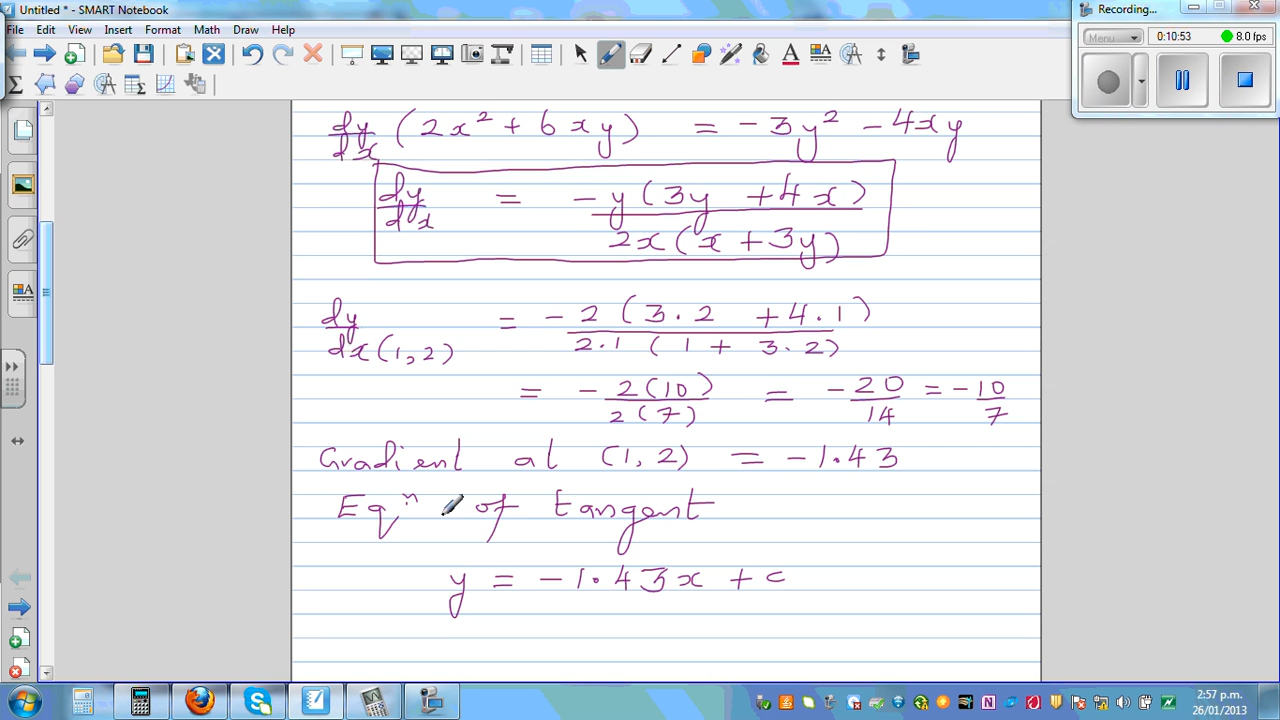 Untitled * - SMART Notebook
File Edit View Insert Format Math Draw Help
Recording...
Menu
0:10:53
8.0 fps
dy/dx (2x² + 6xy) = -3y² - 4xy
dy/dx = -y(3y + 4x) / 2x(x + 3y)
dy/dx(1,2) = -2(3.2 + 4.1) / 2.1(1 + 3.2)
= -2(10)/2(7) = -20/14 = -10/7
Gradient at (1,2) = -1.43
Eqⁿ of tangent
y = -1.43x + c
2:57 p.m.
26/01/2013